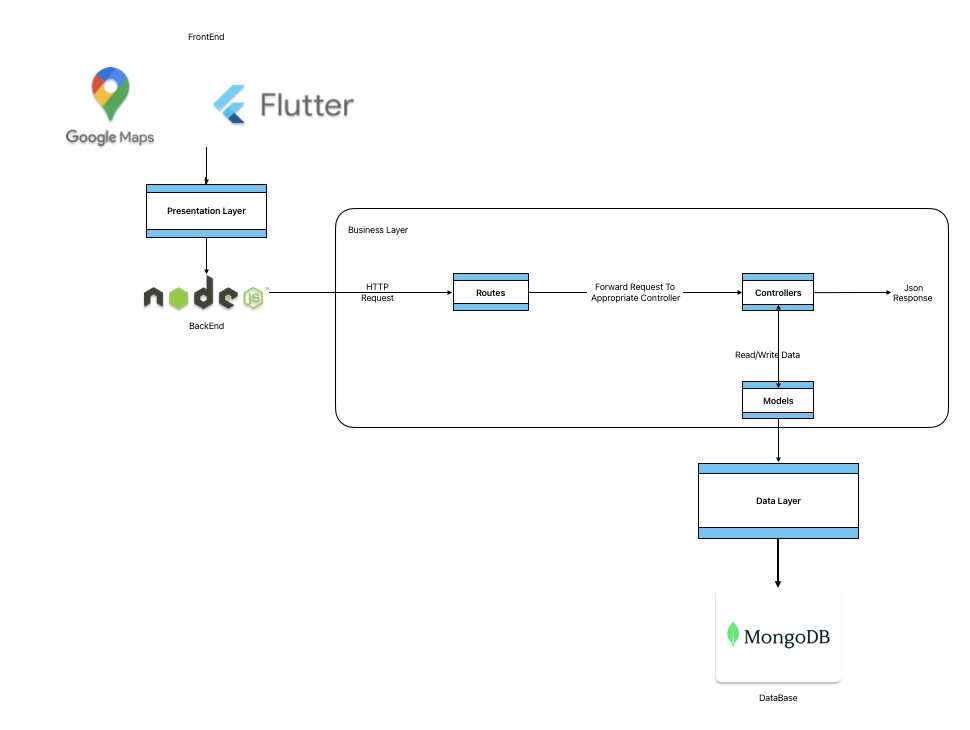 FrontEnd
Google Maps
Flutter
Presentation Layer
Business Layer
node
JS
BackEnd
HTTP
Request
Routes
Forward Request To
Appropriate Controller
Controllers
Json
Response
Read/Write Data
Models
Data Layer
MongoDB
DataBase